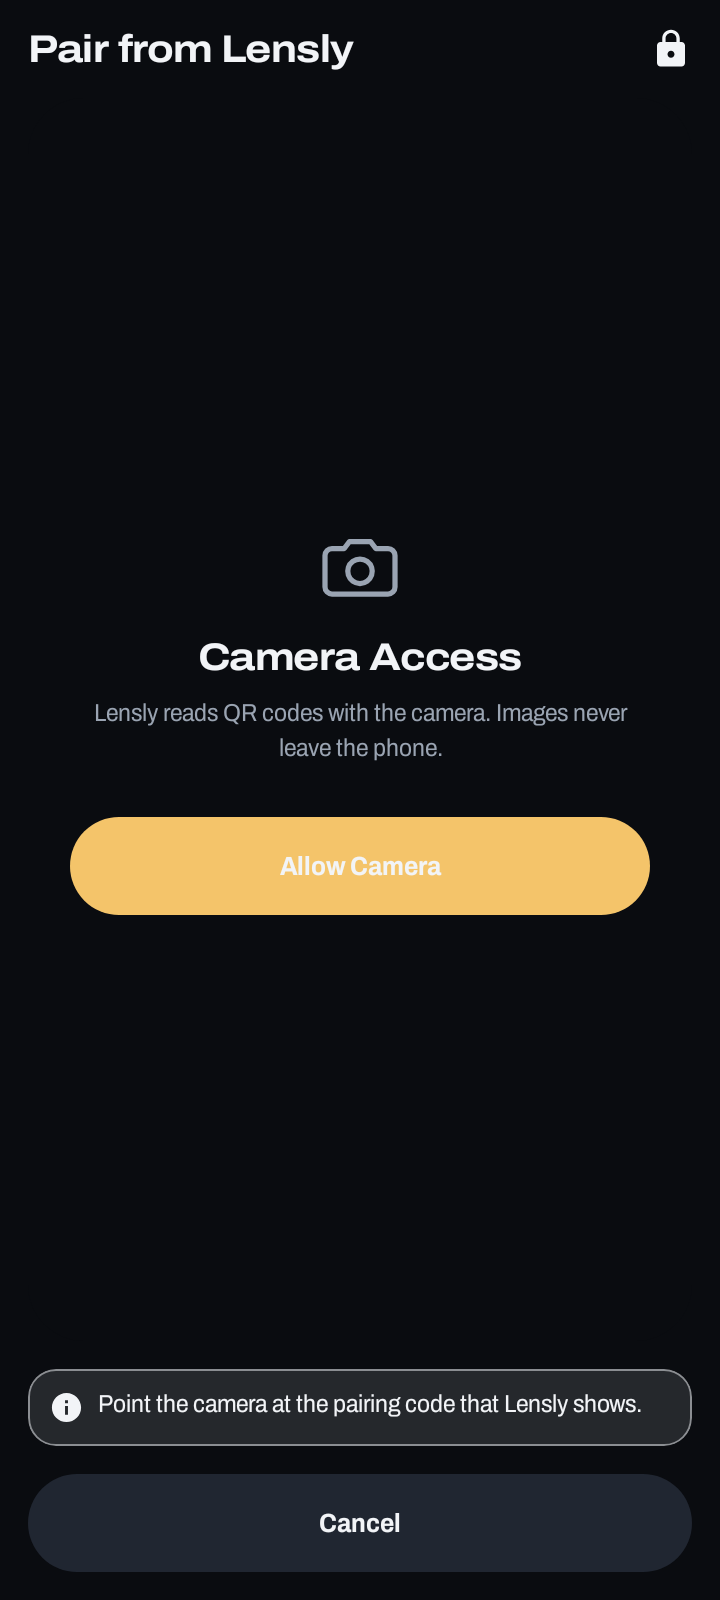 Pair from Lensly
Camera Access
Lensly reads QR codes with the camera. Images never
leave the phone.
Allow Camera
Point the camera at the pairing code that Lensly shows.
Cancel